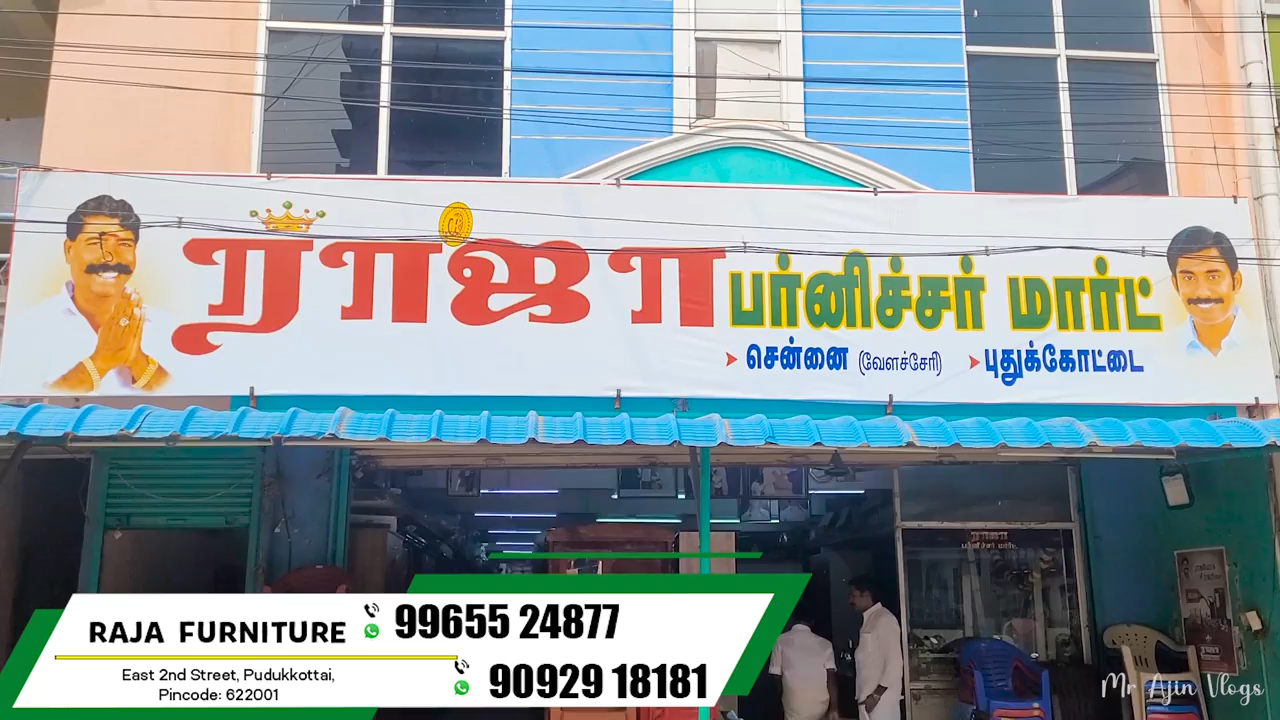 ராஜா பர்னிச்சர் மார்ட்
சென்னை (வேளச்சேரி) புதுக்கோட்டை
RAJA FURNITURE
99655 24877
East 2nd Street, Pudukkottai,
Pincode: 622001
90929 18181
Mr Ajin Vlogs